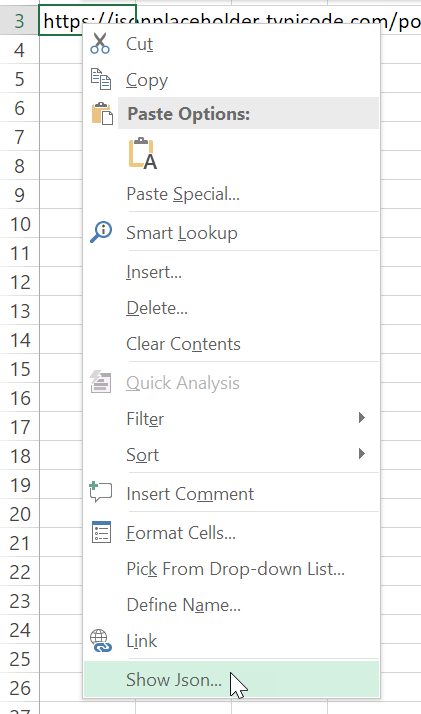 3 https://jsonplaceholder.typicode.com/po
Cut
4
Copy
5
Paste Options:
6
7
A
8
Paste Special...
9
Smart Lookup
10
11
Insert...
12
Delete...
13
Clear Contents
14
15
Quick Analysis
16
Filter
17
Sort
18
19
Insert Comment
20
Format Cells...
21
Pick From Drop-down List...
22
23
Define Name...
24
Link
25
Show Json...
26
27